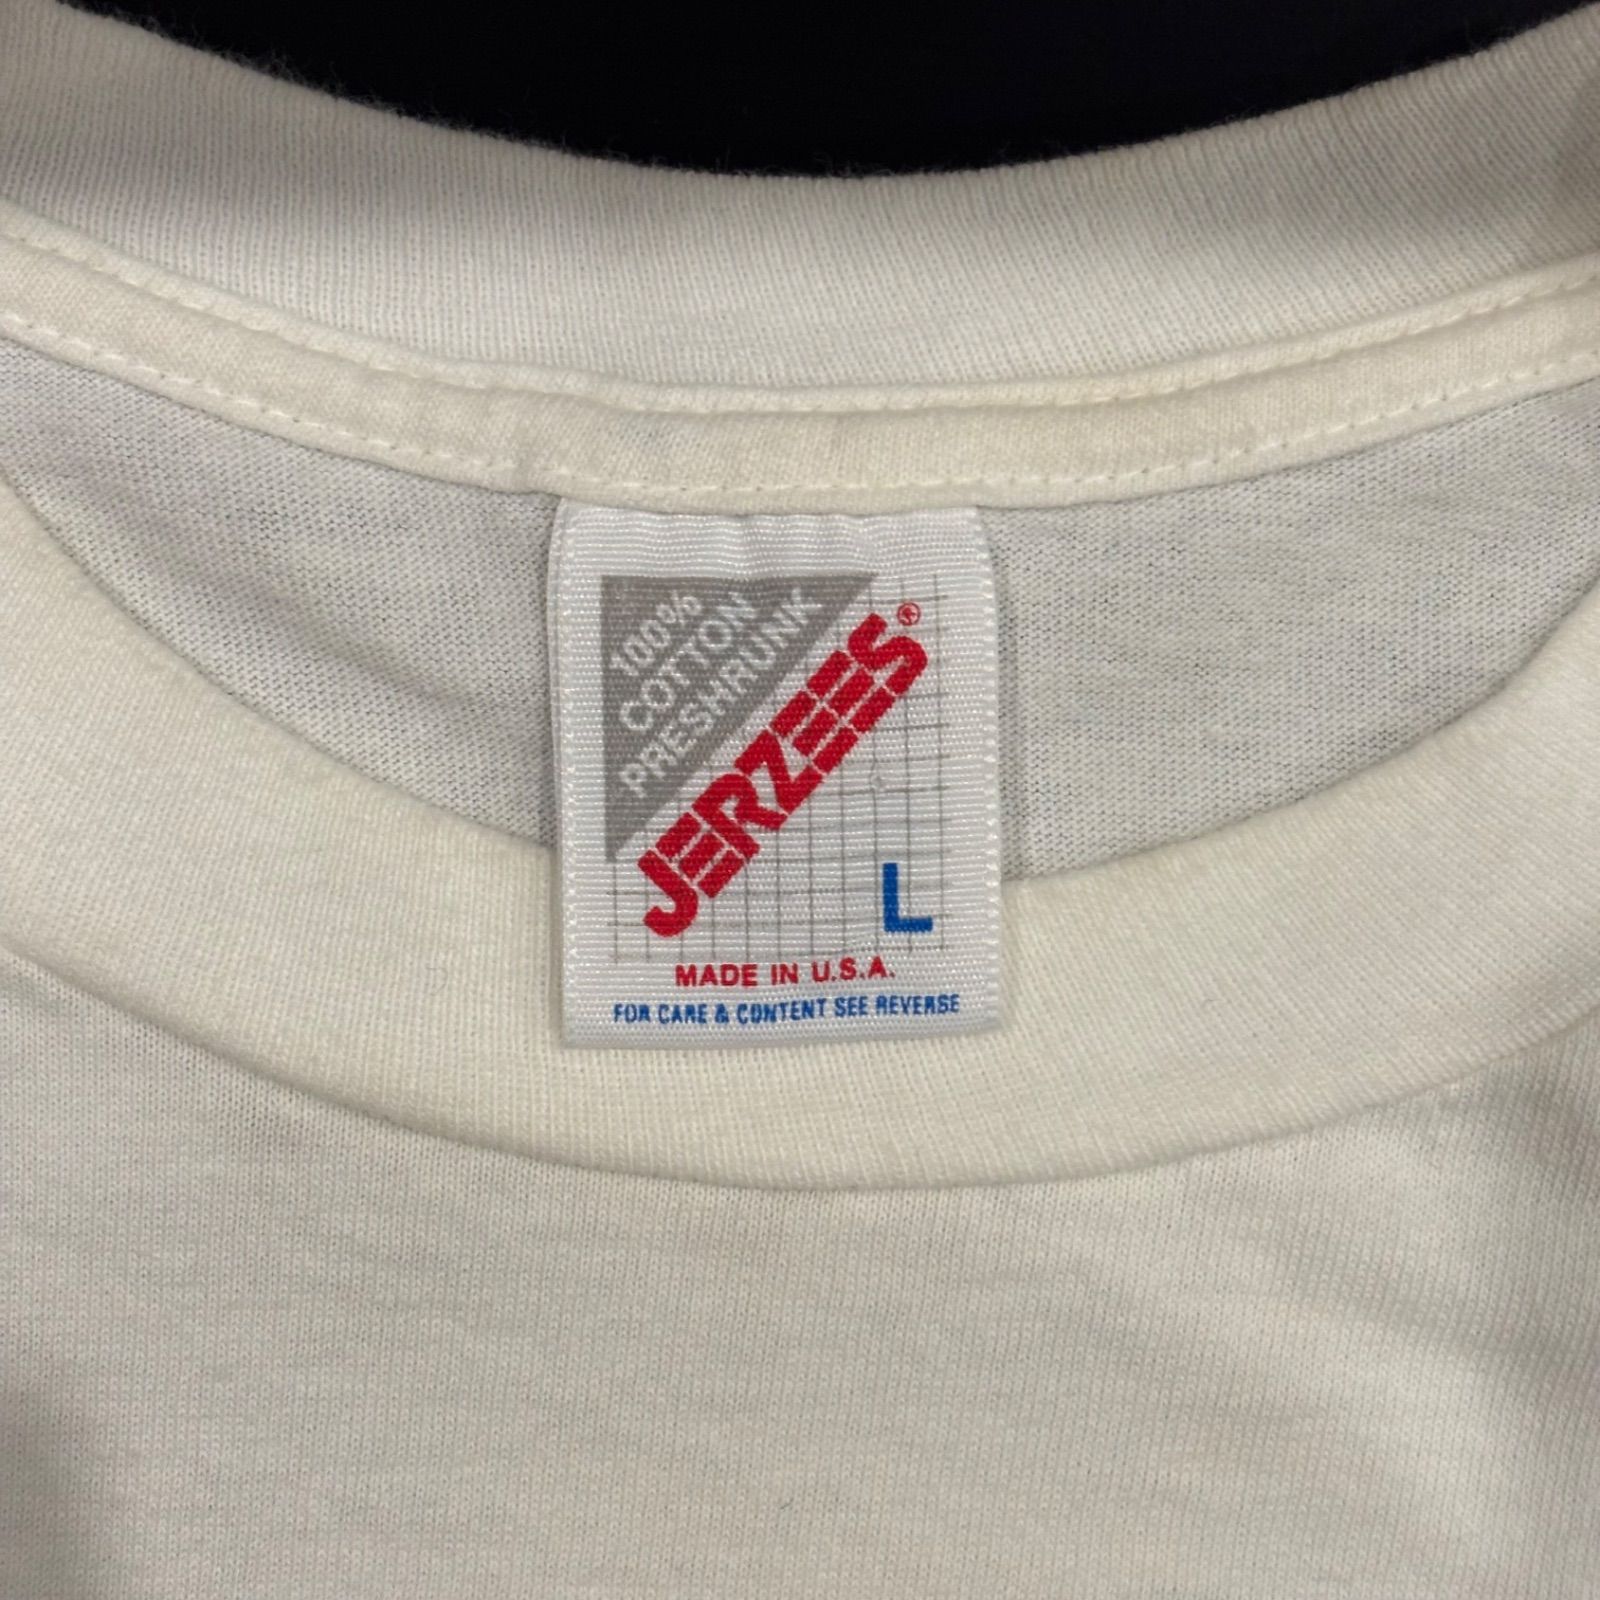 100%
COTTON
PRESHRUNK
JERZEES®
L
MADE IN U.S.A.
FOR CARE & CONTENT SEE REVERSE